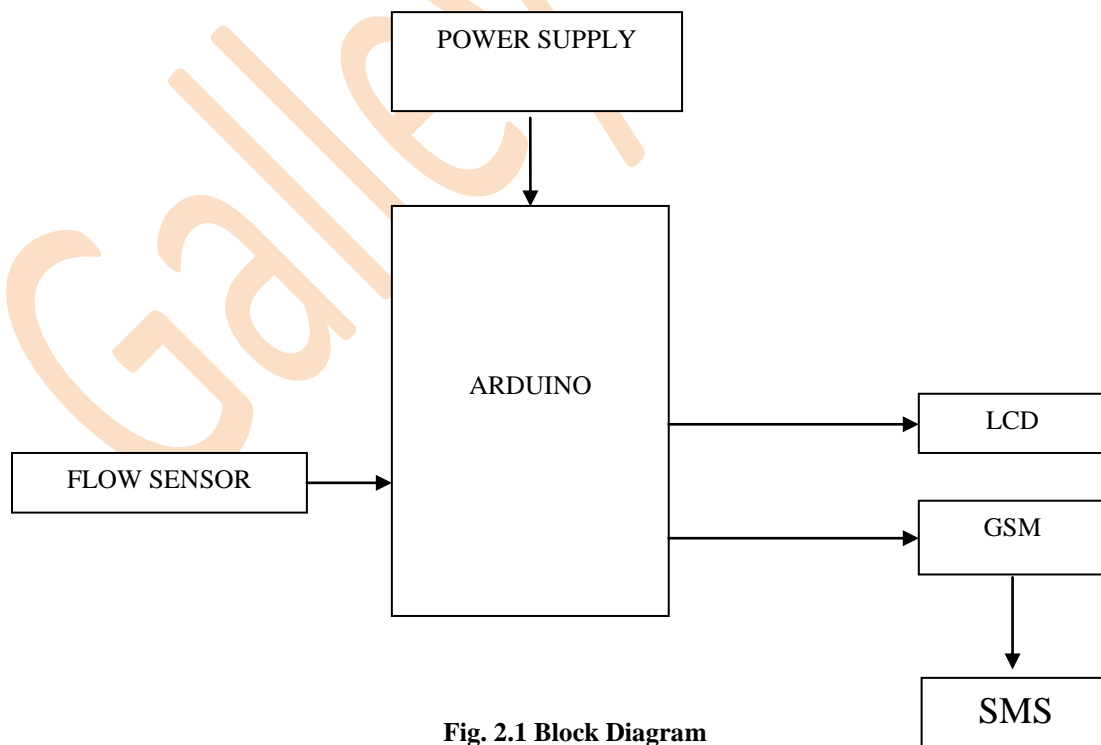 POWER SUPPLY
ARDUINO
LCD
FLOW SENSOR
GSM
SMS
Fig. 2.1 Block Diagram